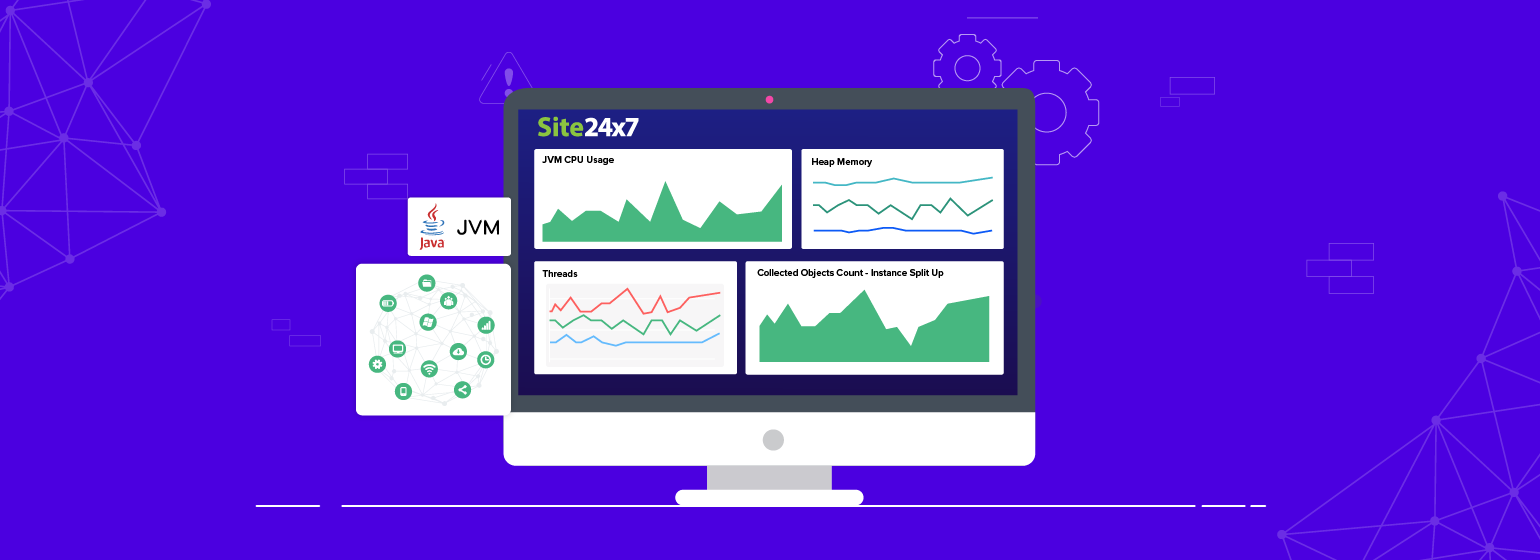 Site24x7
JVM CPU Usage
Heap Memory
Java
JVM
Threads
Collected Objects Count - Instance Split Up